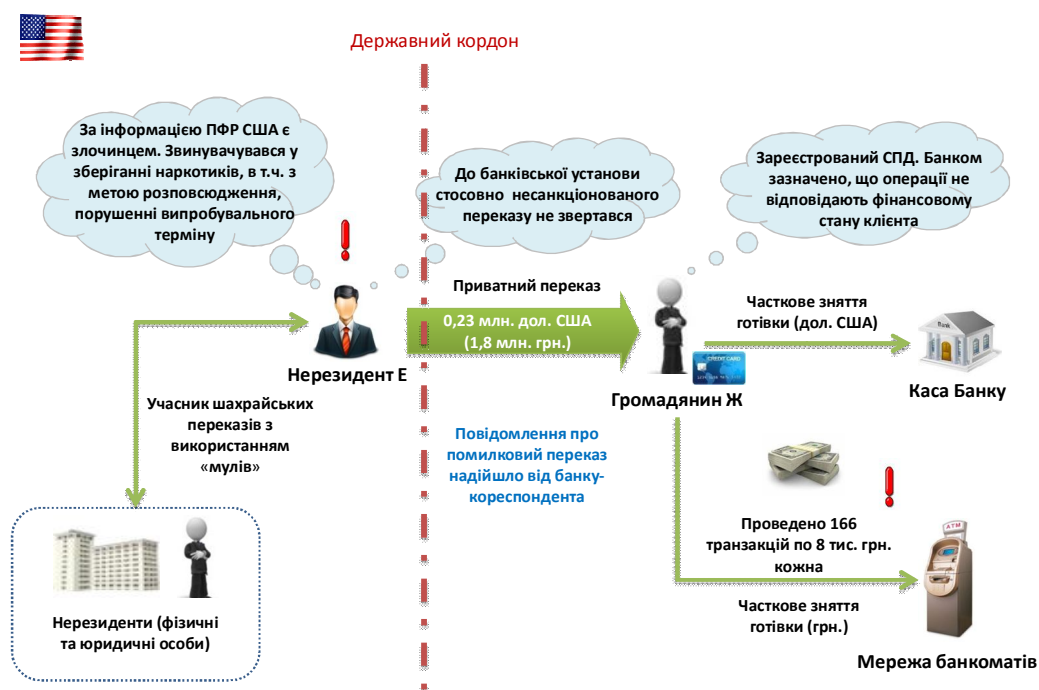 Державний кордон
За інформацією ПФР США є
злочинцем. Звинувачувався у
зберіганні наркотиків, в т.ч. з
метою розповсюдження,
порушенні випробувального
терміну
До банківської установи
стосовно несанкціонованого
переказу не звертався
Зареєстрований СПД. Банком
зазначено, що операції не
відповідають фінансовому
стану клієнта
Приватний переказ
0,23 млн. дол. США
(1,8 млн. грн.)
Часткове зняття
готівки (дол. США)
Bank
CREDIT CARD
Нерезидент Е
Громадянин Ж
Каса Банку
Учасник шахрайських
переказів з
використанням
«мулів»
Повідомлення про
помилковий переказ
надійшло від банку-
кореспондента
Проведено 166
транзакцій по 8 тис. грн.
кожна
ATM
Часткове зняття
готівки (грн.)
Нерезиденти (фізичні
та юридичні особи)
Мережа банкоматів